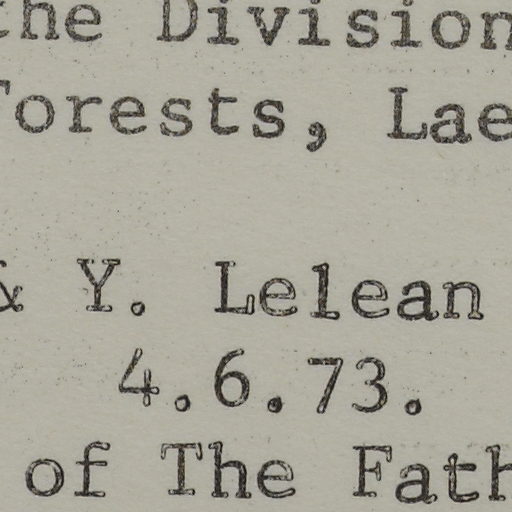 the Division
Forests, Lae
& Y. Lelean
4.6.73.
of The Fath